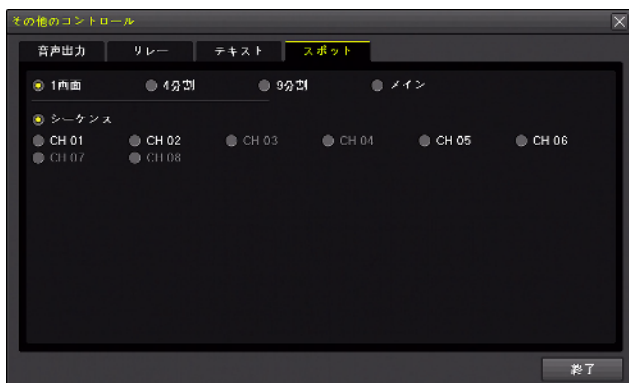 その他のコントロール
音声出力 リレー テキスト スポット
1画面 4分割 9分割 メイン
シーケンス
CH 01 CH 02 CH 03 CH 04 CH 05 CH 06
CH 07 CH 08
終了